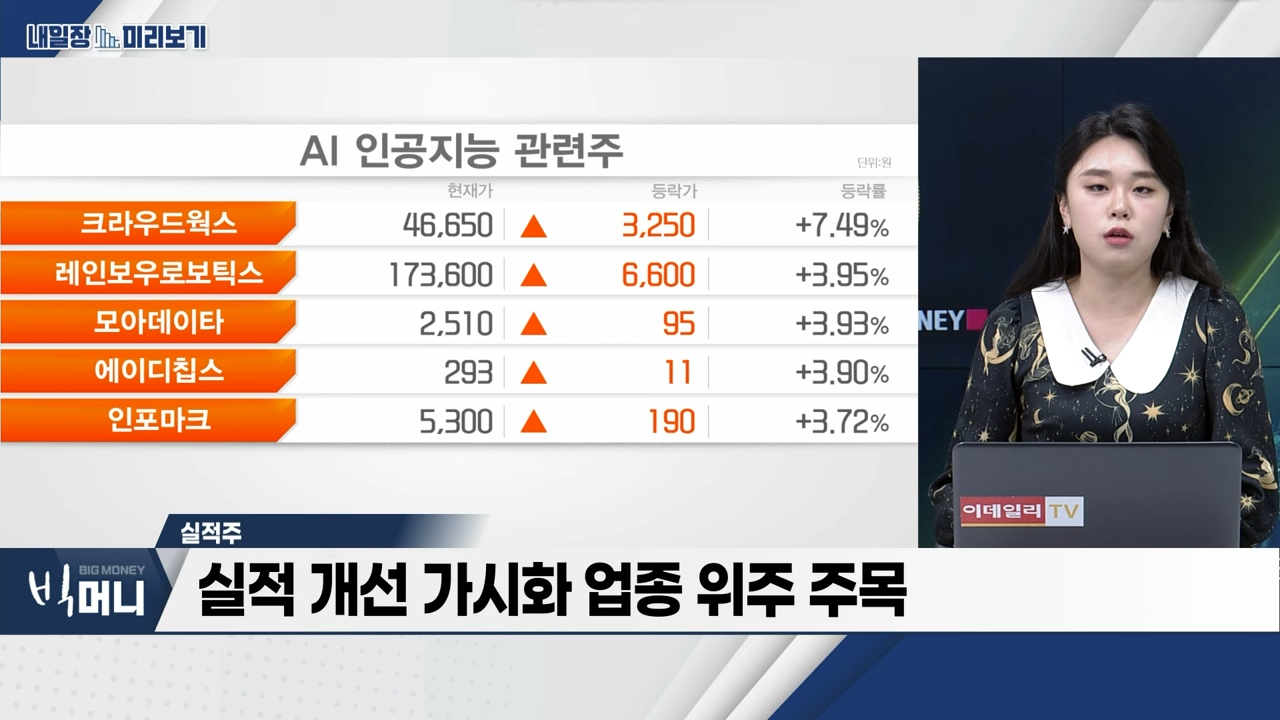 내일장 미리보기
AI 인공지능 관련주
단위:원
현재가 등락가 등락률
크라우드웍스 46,650 ▲ 3,250 +7.49%
레인보우로보틱스 173,600 ▲ 6,600 +3.95%
모아데이타 2,510 ▲ 95 +3.93%
에이디칩스 293 ▲ 11 +3.90%
인포마크 5,300 ▲ 190 +3.72%
NEY
이데일리TV
실적주
BIG MONEY
빅머니
실적 개선 가시화 업종 위주 주목